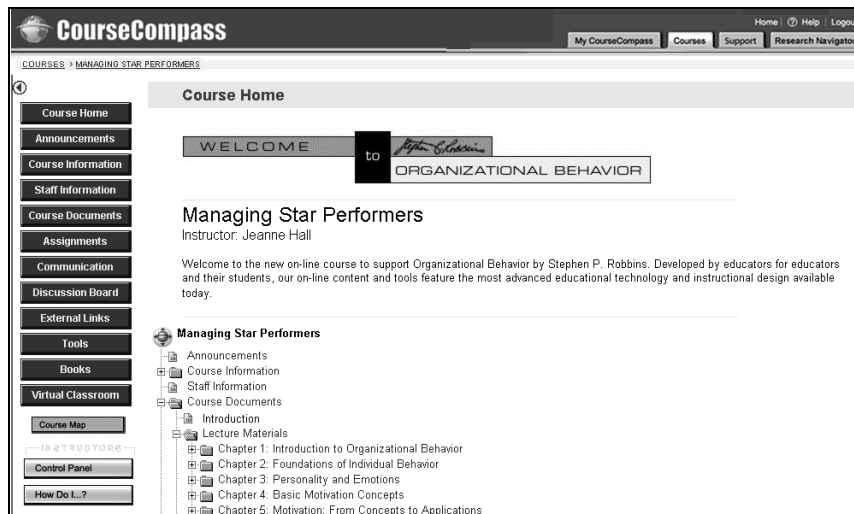 CourseCompass
Home | ? Help | Logou
My CourseCompass Courses Support Research Navigator
COURSES > MANAGING STAR PERFORMERS
Course Home
Announcements
Course Information
Staff Information
Course Documents
Assignments
Communication
Discussion Board
External Links
Tools
Books
Virtual Classroom
Course Map
INSTRUCTORS
Control Panel
How Do I...?
Course Home
WELCOME
to
Stephen P. Robbins
ORGANIZATIONAL BEHAVIOR
Managing Star Performers
Instructor: Jeanne Hall
Welcome to the new on-line course to support Organizational Behavior by Stephen P. Robbins. Developed by educators for educators
and their students, our on-line content and tools feature the most advanced educational technology and instructional design available
today.
Managing Star Performers
Announcements
Course Information
Staff Information
Course Documents
Introduction
Lecture Materials
Chapter 1: Introduction to Organizational Behavior
Chapter 2: Foundations of Individual Behavior
Chapter 3: Personality and Emotions
Chapter 4: Basic Motivation Concepts
Chapter 5: Motivation: From Concepts to Applications